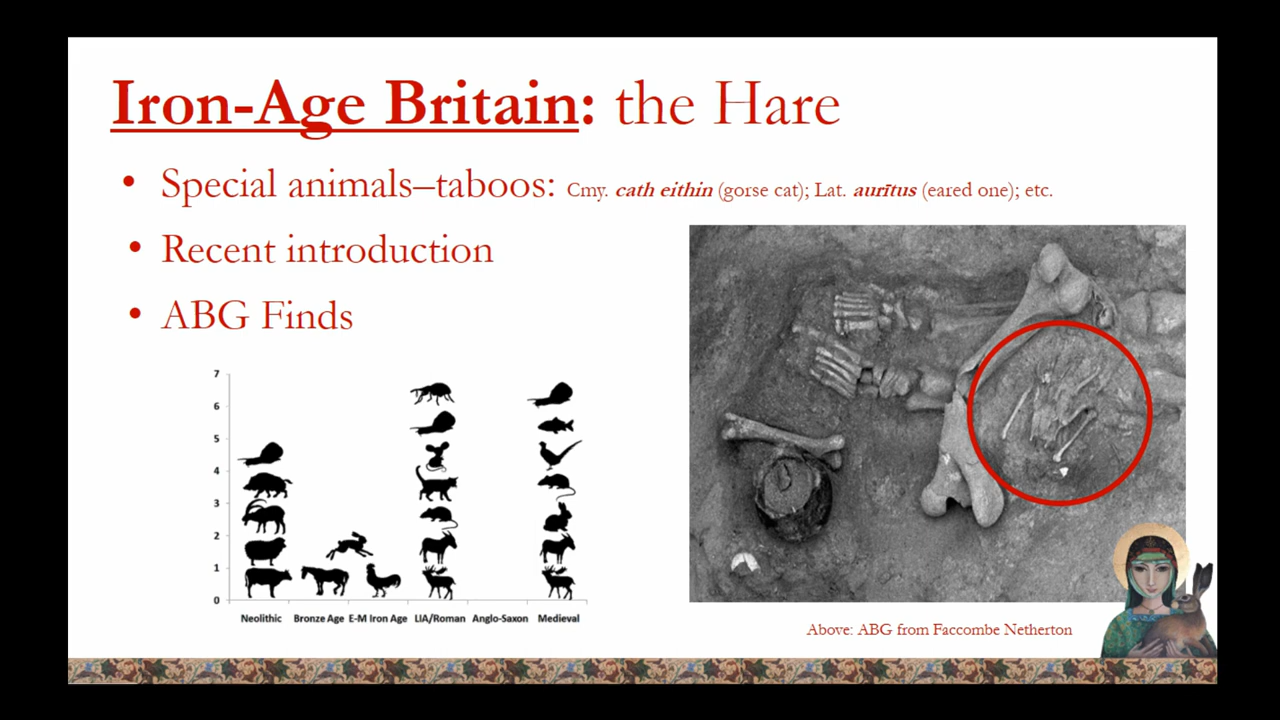 Iron-Age Britain: the Hare
• Special animals–taboos: Cmy. cath eithin (gorse cat); Lat. aurītus (eared one); etc.
• Recent introduction
• ABG Finds
7
6
5
4
3
2
1
0
Neolithic Bronze Age E-M Iron Age LIA/Roman Anglo-Saxon Medieval
Above: ABG from Faccombe Netherton